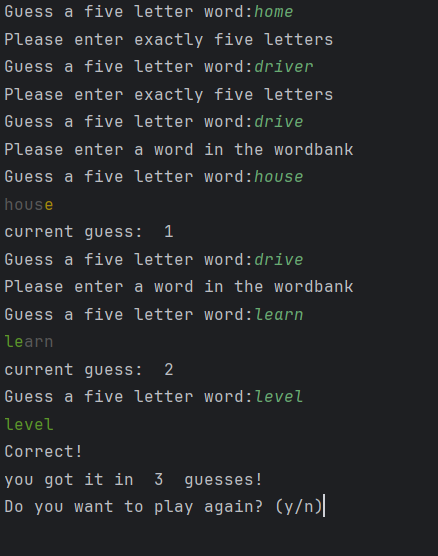 Guess a five letter word:home
Please enter exactly five letters
Guess a five letter word:driver
Please enter exactly five letters
Guess a five letter word:drive
Please enter a word in the wordbank
Guess a five letter word:house
house
current guess:  1
Guess a five letter word:drive
Please enter a word in the wordbank
Guess a five letter word:learn
learn
current guess:  2
Guess a five letter word:level
level
Correct!
you got it in  3  guesses!
Do you want to play again? (y/n)